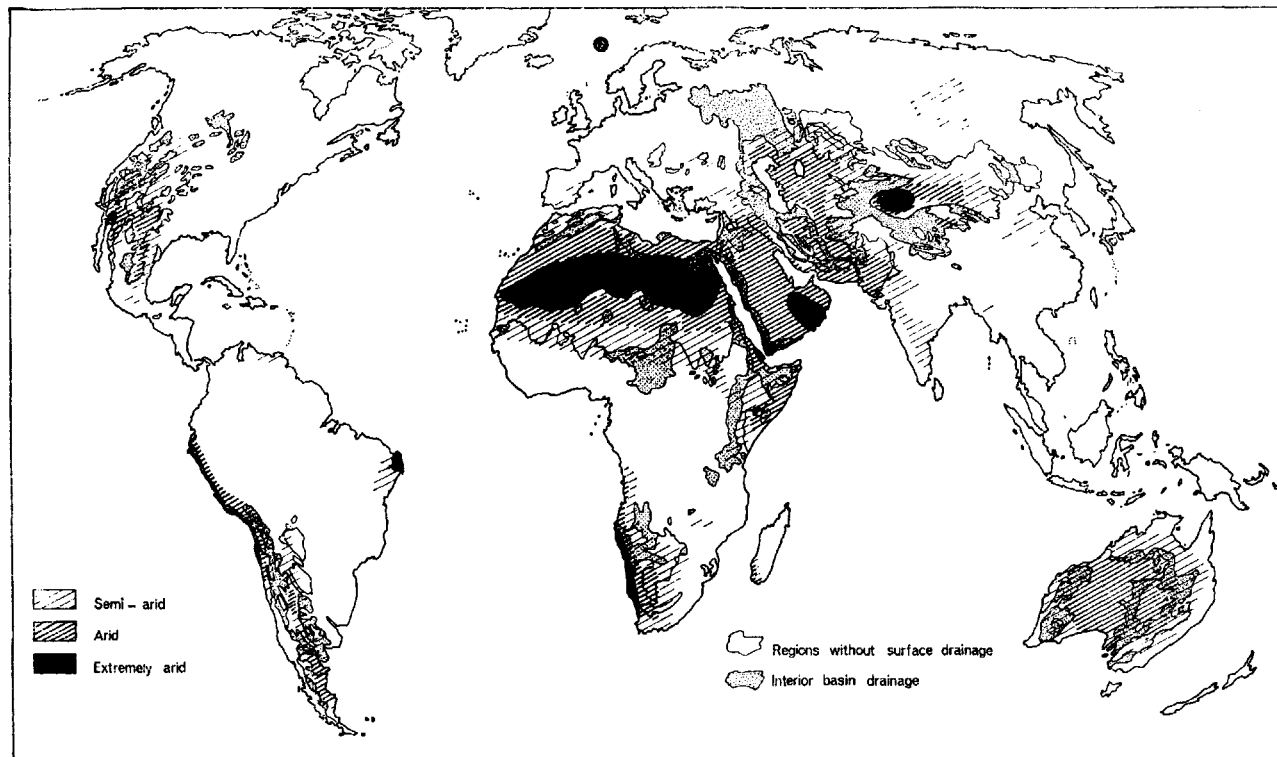 Semi - arid
Arid
Extremely arid
Regions without surface drainage
Interior basin drainage